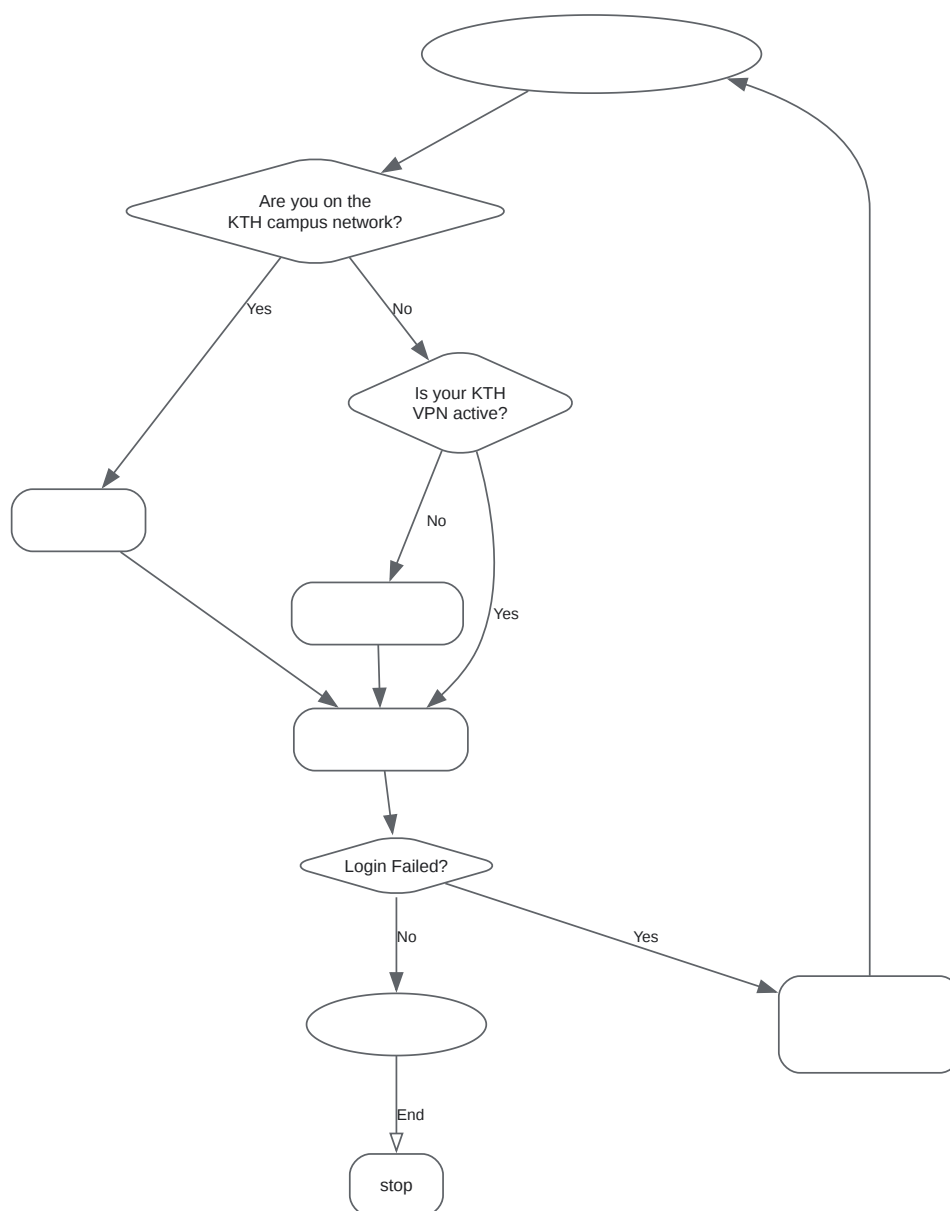 Are you on the
KTH campus network?
Yes
No
Is your KTH
VPN active?
No
Yes
Login Failed?
No
Yes
End
stop